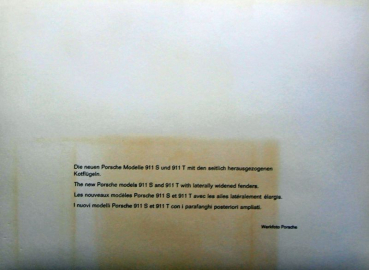 Die neuen Porsche Modelle 911 S und 911 T mit den seitlich herausgezogenen
Kotflügeln.
The new Porsche models 911 S and 911 T with laterally widened fenders.
Les nouveaux modèles Porsche 911 S et 911 T avec les ailes latéralement élargis.
I nuovi modelli Porsche 911 S et 911 T con i parafanghi posteriori ampliati.
Werkfoto Porsche